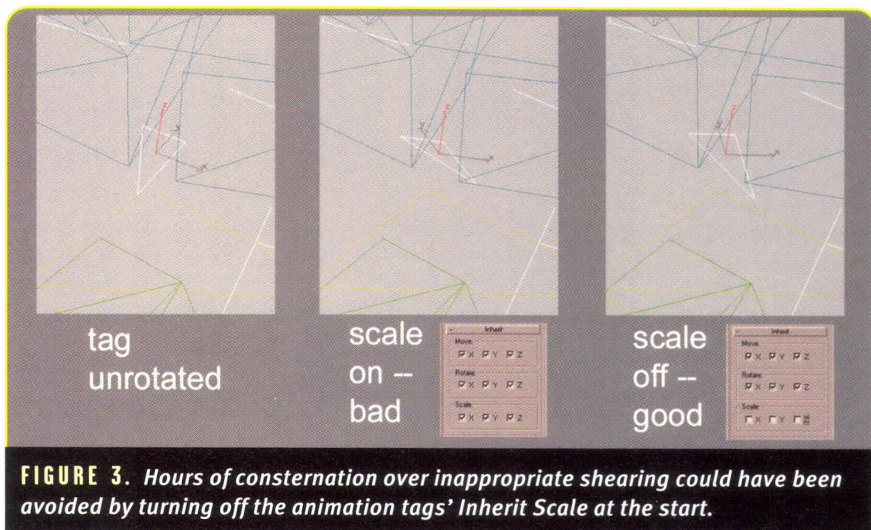 z
y
x
tag
unrotated
y
z
x
scale
on --
bad
- Inherit
Move:
X Y Z
Rotate:
X Y Z
Scale:
X Y Z
z
y
x
scale
off --
good
- Inherit
Move:
X Y Z
Rotate:
X Y Z
Scale:
X Y Z
FIGURE 3. Hours of consternation over inappropriate shearing could have been
avoided by turning off the animation tags' Inherit Scale at the start.